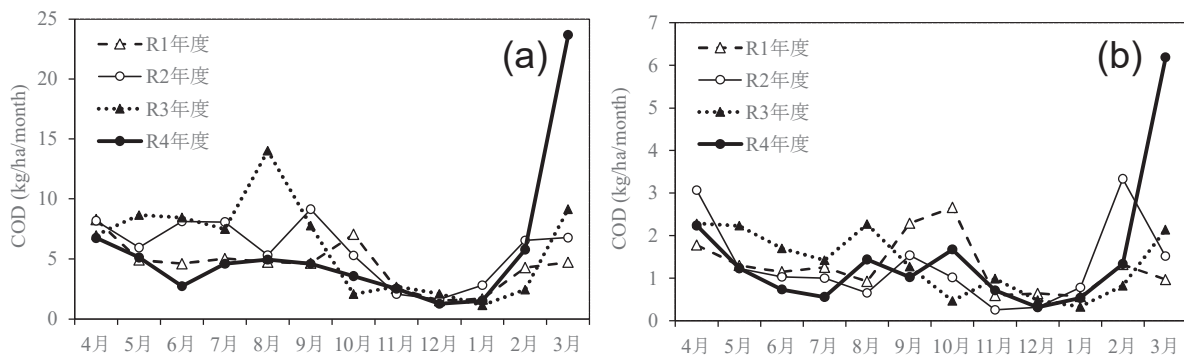 25
20
15
10
5
0
COD (kg/ha/month)
R1年度
R2年度
R3年度
R4年度
(a)
4月 5月 6月 7月 8月 9月 10月 11月 12月 1月 2月 3月
7
6
5
4
3
2
1
0
COD (kg/ha/month)
R1年度
R2年度
R3年度
R4年度
(b)
4月 5月 6月 7月 8月 9月 10月 11月 12月 1月 2月 3月